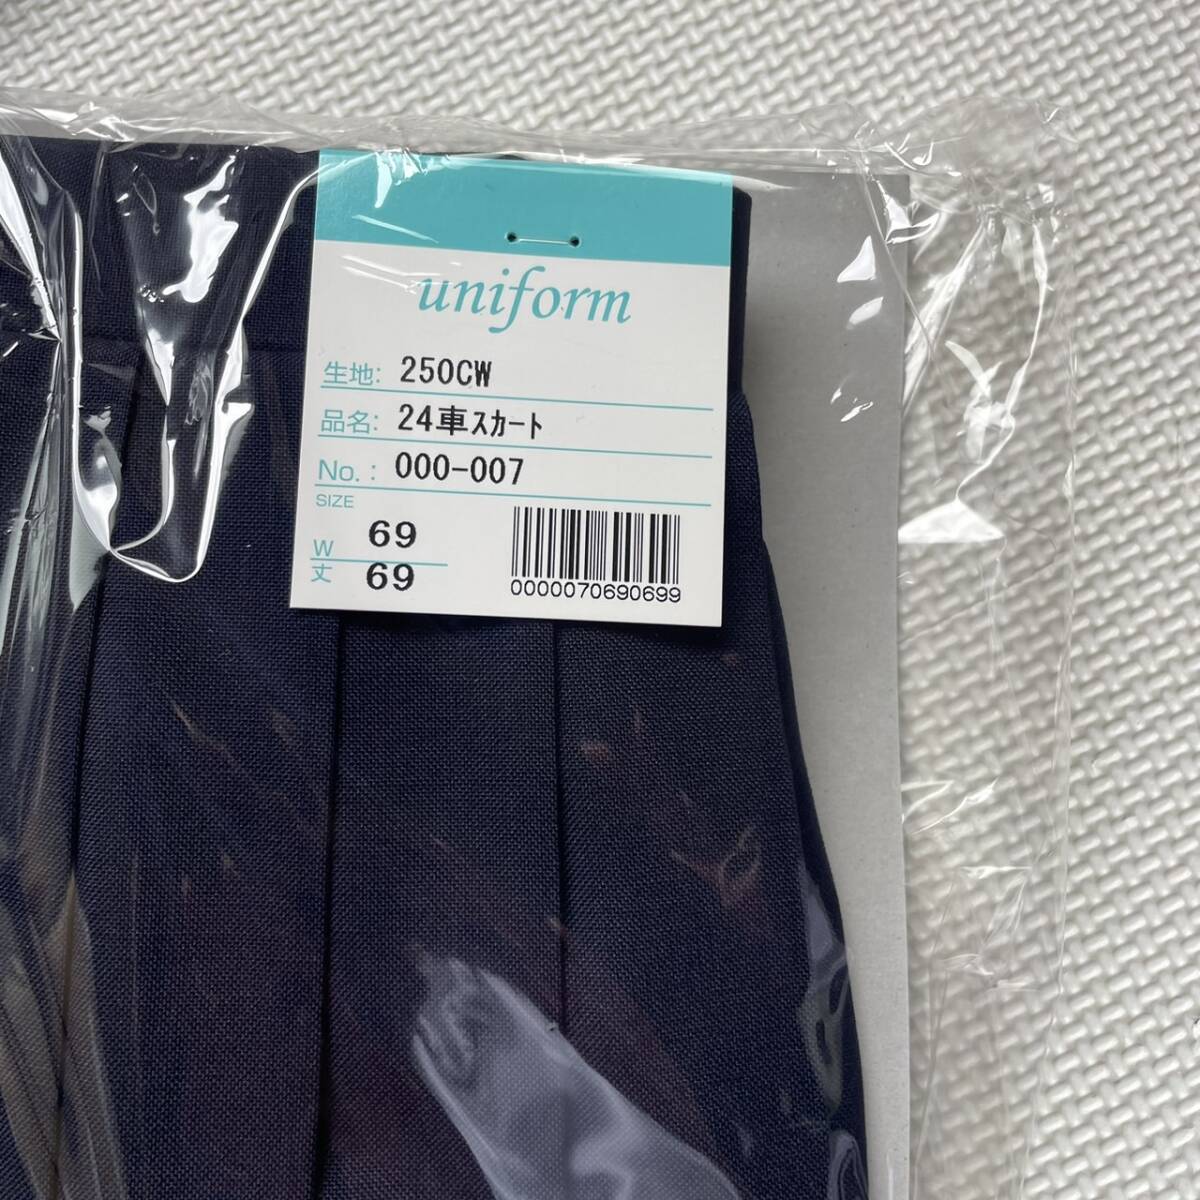 uniform
生地: 250CW
品名: 24車スカート
No. : 000-007
SIZE
W 69
丈 69
0000070690699